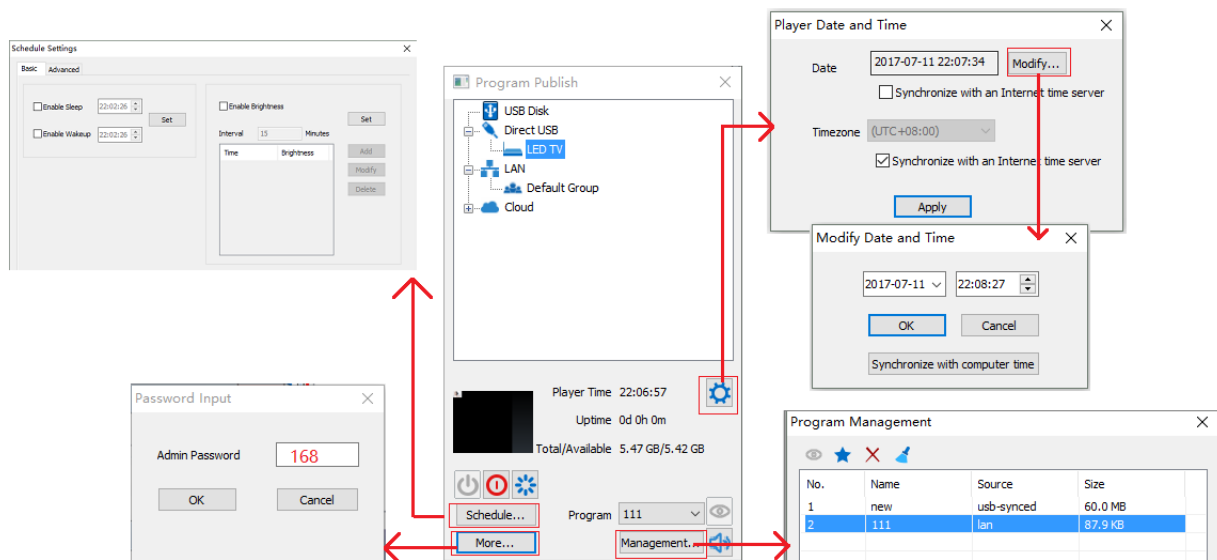 Schedule Settings
Basic Advanced
Enable Sleep 22:02:26
Set
Enable Wakeup 22:02:26
Enable Brightness
Set
Interval 15 Minutes
Time Brightness
Add
Modify
Delete
Program Publish
USB Disk
Direct USB
LED TV
LAN
Default Group
Cloud
Player Time 22:06:57
Uptime 0d 0h 0m
Total/Available 5.47 GB/5.42 GB
Schedule... Program 111
More... Management...
Player Date and Time
Date 2017-07-11 22:07:34 Modify...
Synchronize with an Internet time server
Timezone (UTC+08:00)
Synchronize with an Internet time server
Apply
Modify Date and Time
2017-07-11 22:08:27
OK Cancel
Synchronize with computer time
Password Input
Admin Password 168
OK Cancel
Program Management
No. Name Source Size
1 new usb-synced 60.0 MB
2 111 lan 87.9 KB